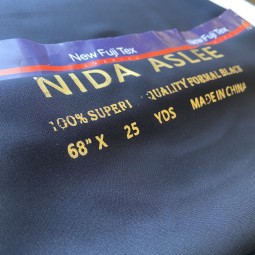 New Fuji Tex
New Fuji Tex
NIDA ASLEE
100% SUPERI QUALITY FORMAL BLACK
68" X 25 YDS MADE IN CHINA